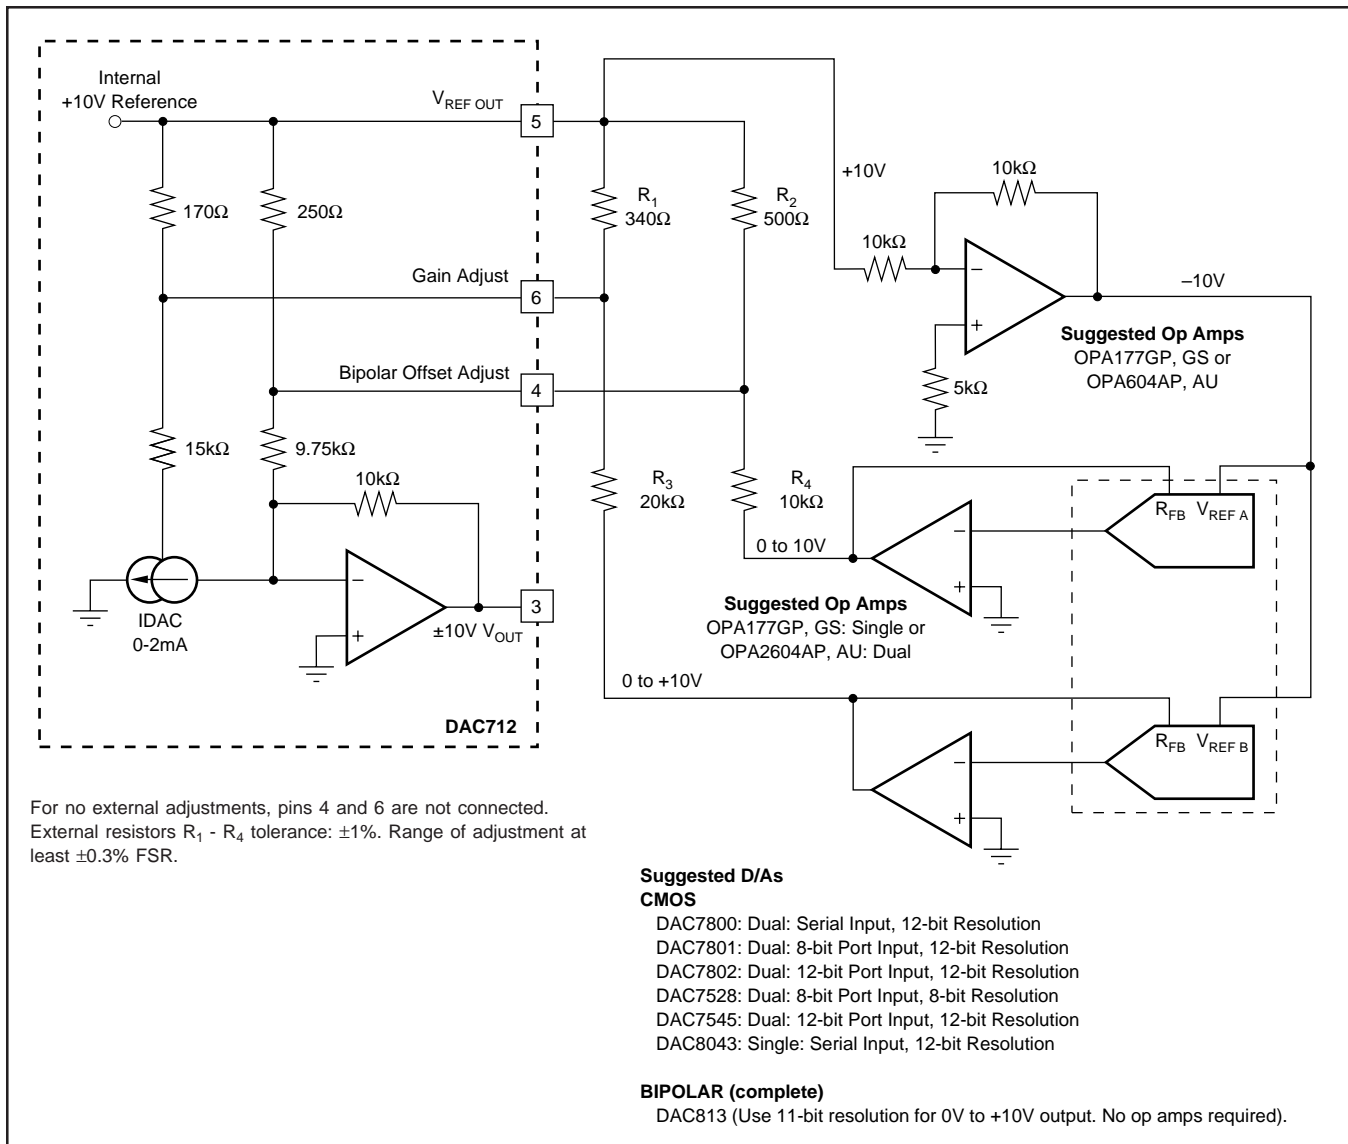 Internal
+10V Reference
V_REF OUT
5
170Ω
250Ω
R_1
340Ω
R_2
500Ω
+10V
10kΩ
10kΩ
–
+
–10V
Gain Adjust
6
Suggested Op Amps
OPA177GP, GS or
OPA604AP, AU
5kΩ
Bipolar Offset Adjust
4
15kΩ
9.75kΩ
10kΩ
R_3
20kΩ
R_4
10kΩ
R_FB V_REF A
–
+
0 to 10V
IDAC
0-2mA
–
+
±10V V_OUT
3
Suggested Op Amps
OPA177GP, GS: Single or
OPA2604AP, AU: Dual
0 to +10V
DAC712
R_FB V_REF B
–
+
For no external adjustments, pins 4 and 6 are not connected.
External resistors R_1 - R_4 tolerance: ±1%. Range of adjustment at
least ±0.3% FSR.
Suggested D/As
CMOS
DAC7800: Dual: Serial Input, 12-bit Resolution
DAC7801: Dual: 8-bit Port Input, 12-bit Resolution
DAC7802: Dual: 12-bit Port Input, 12-bit Resolution
DAC7528: Dual: 8-bit Port Input, 8-bit Resolution
DAC7545: Dual: 12-bit Port Input, 12-bit Resolution
DAC8043: Single: Serial Input, 12-bit Resolution
BIPOLAR (complete)
DAC813 (Use 11-bit resolution for 0V to +10V output. No op amps required).